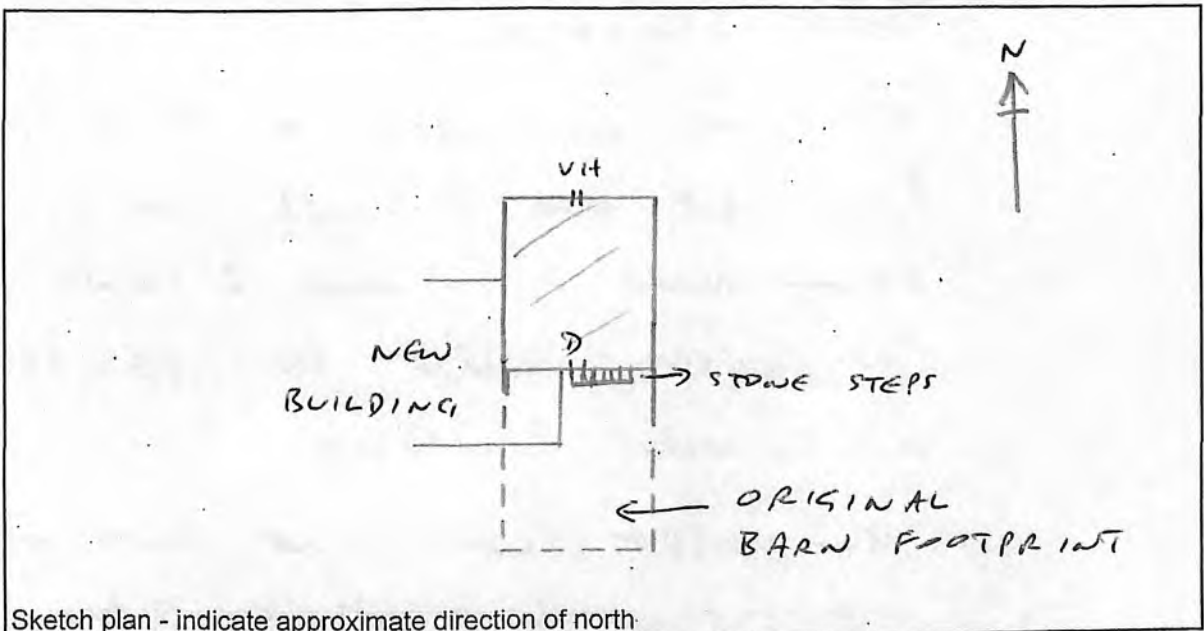 N
VH
D
NEW
BUILDING
STONE STEPS
ORIGINAL
BARN FOOTPRINT
Sketch plan - indicate approximate direction of north